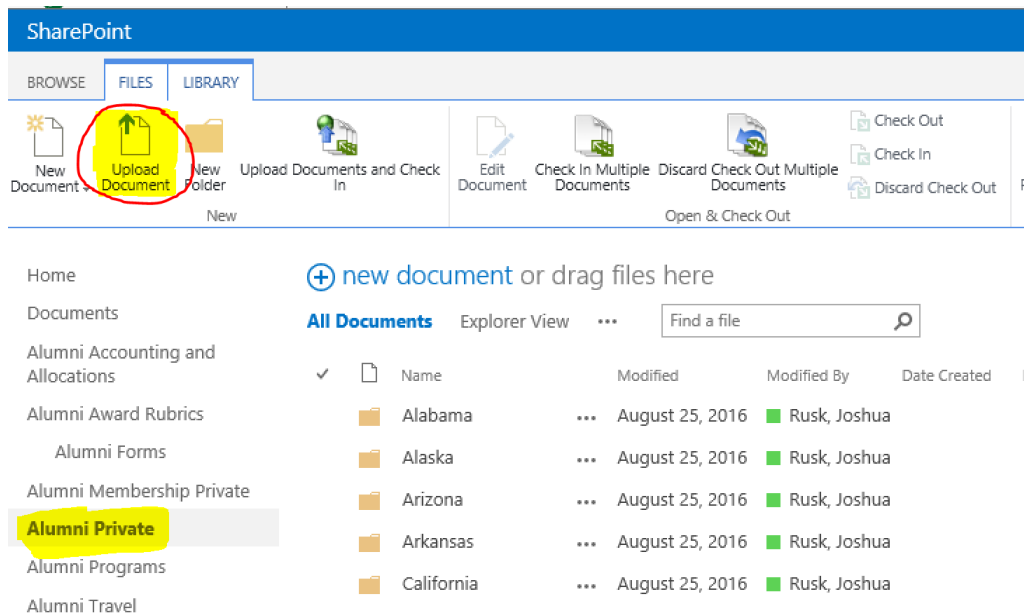 SharePoint
BROWSE FILES LIBRARY
New
Document
Upload
Document
New
Folder
Upload Documents and Check
In
New
Edit
Document
Check In Multiple
Documents
Discard Check Out Multiple
Documents
Check Out
Check In
Discard Check Out
Open & Check Out
Home
Documents
Alumni Accounting and
Allocations
Alumni Award Rubrics
Alumni Forms
Alumni Membership Private
Alumni Private
Alumni Programs
Alumni Travel
new document or drag files here
All Documents Explorer View ••• Find a file
Name Modified Modified By Date Created
Alabama ••• August 25, 2016 Rusk, Joshua
Alaska ••• August 25, 2016 Rusk, Joshua
Arizona ••• August 25, 2016 Rusk, Joshua
Arkansas ••• August 25, 2016 Rusk, Joshua
California ••• August 25, 2016 Rusk, Joshua